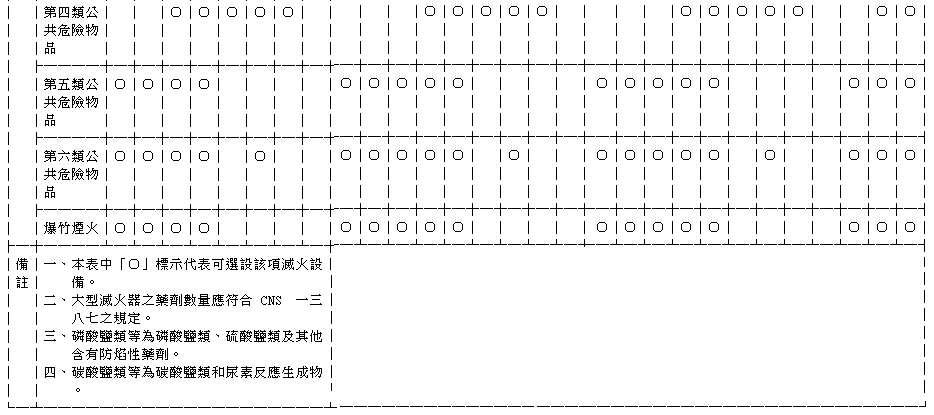 第四類公 ○ ○ ○ ○ ○ ○ ○ ○ ○ ○ ○ ○ ○ ○ ○ ○ ○
共危險物
品
第五類公 ○ ○ ○ ○ ○ ○ ○ ○ ○ ○ ○ ○ ○ ○ ○ ○ ○
共危險物
品
第六類公 ○ ○ ○ ○ ○ ○ ○ ○ ○ ○ ○ ○ ○ ○ ○ ○ ○ ○ ○ ○
共危險物
品
爆竹煙火 ○ ○ ○ ○ ○ ○ ○ ○ ○ ○ ○ ○ ○ ○ ○ ○ ○
備註
一、本表中「○」標示代表可選設該項滅火設
備。
二、大型滅火器之藥劑數量應符合 CNS 一三
八七之規定。
三、磷酸鹽類等為磷酸鹽類、硫酸鹽類及其他
含有防焰性藥劑。
四、碳酸鹽類等為碳酸鹽類和尿素反應生成物
。